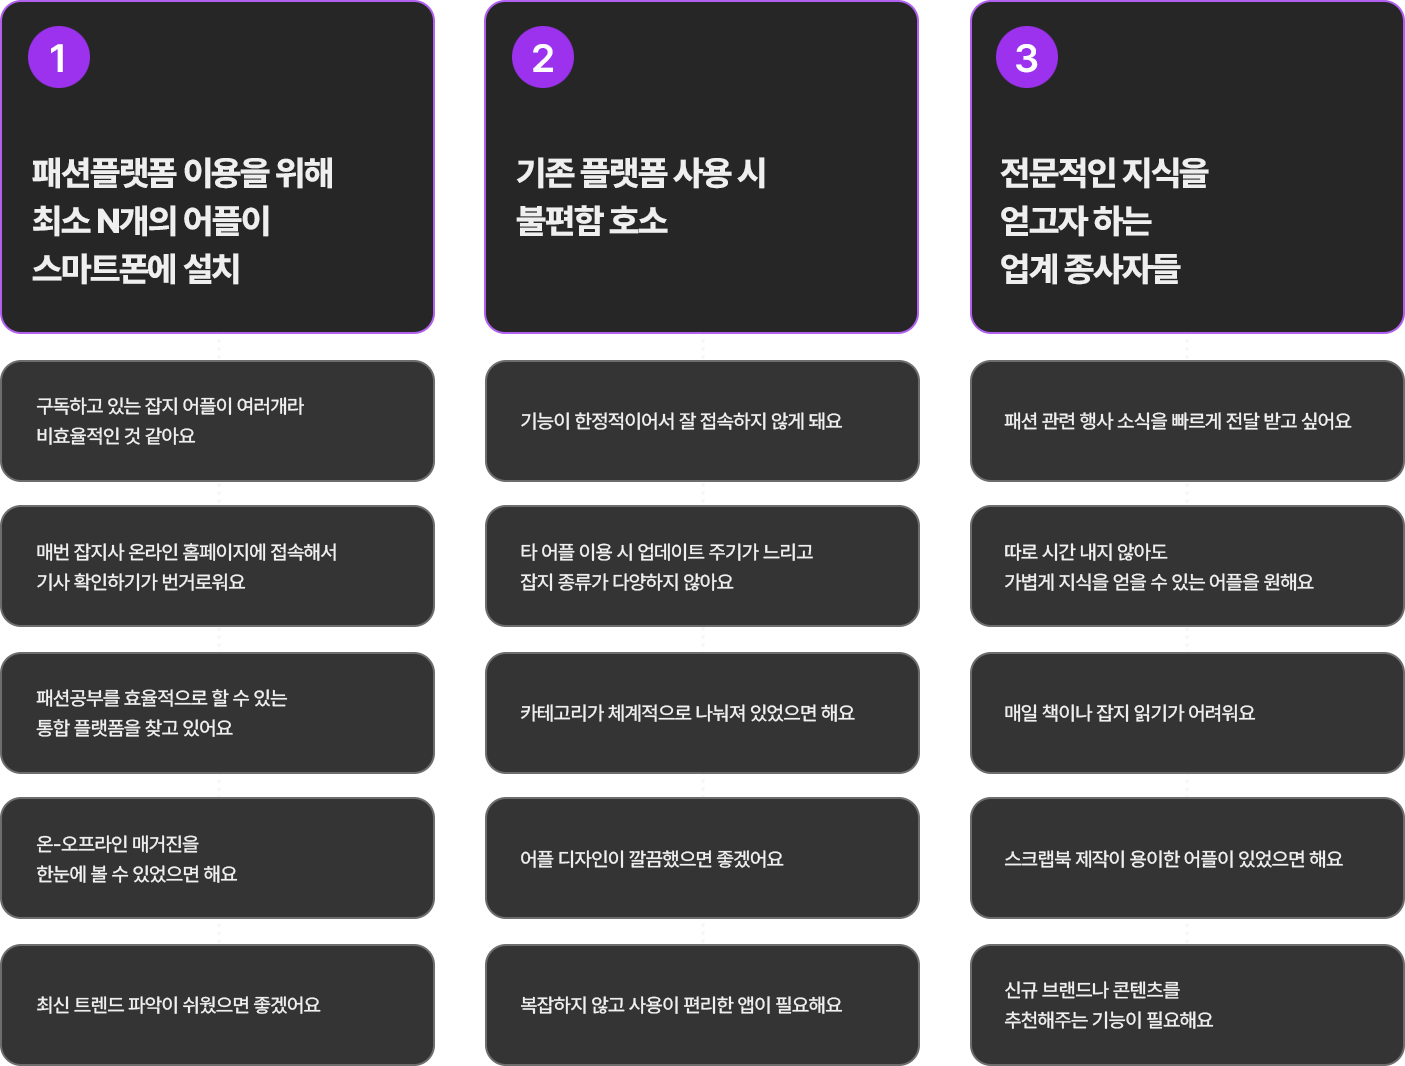 1
패션플랫폼 이용을 위해
최소 N개의 어플이
스마트폰에 설치
구독하고 있는 잡지 어플이 여러개라
비효율적인 것 같아요
매번 잡지사 온라인 홈페이지에 접속해서
기사 확인하기가 번거로워요
패션공부를 효율적으로 할 수 있는
통합 플랫폼을 찾고 있어요
온-오프라인 매거진을
한눈에 볼 수 있었으면 해요
최신 트렌드 파악이 쉬웠으면 좋겠어요
2
기존 플랫폼 사용 시
불편함 호소
기능이 한정적이어서 잘 접속하지 않게 돼요
타 어플 이용 시 업데이트 주기가 느리고
잡지 종류가 다양하지 않아요
카테고리가 체계적으로 나눠져 있었으면 해요
어플 디자인이 깔끔했으면 좋겠어요
복잡하지 않고 사용이 편리한 앱이 필요해요
3
전문적인 지식을
얻고자 하는
업계 종사자들
패션 관련 행사 소식을 빠르게 전달 받고 싶어요
따로 시간 내지 않아도
가볍게 지식을 얻을 수 있는 어플을 원해요
매일 책이나 잡지 읽기가 어려워요
스크랩북 제작이 용이한 어플이 있었으면 해요
신규 브랜드나 콘텐츠를
추천해주는 기능이 필요해요